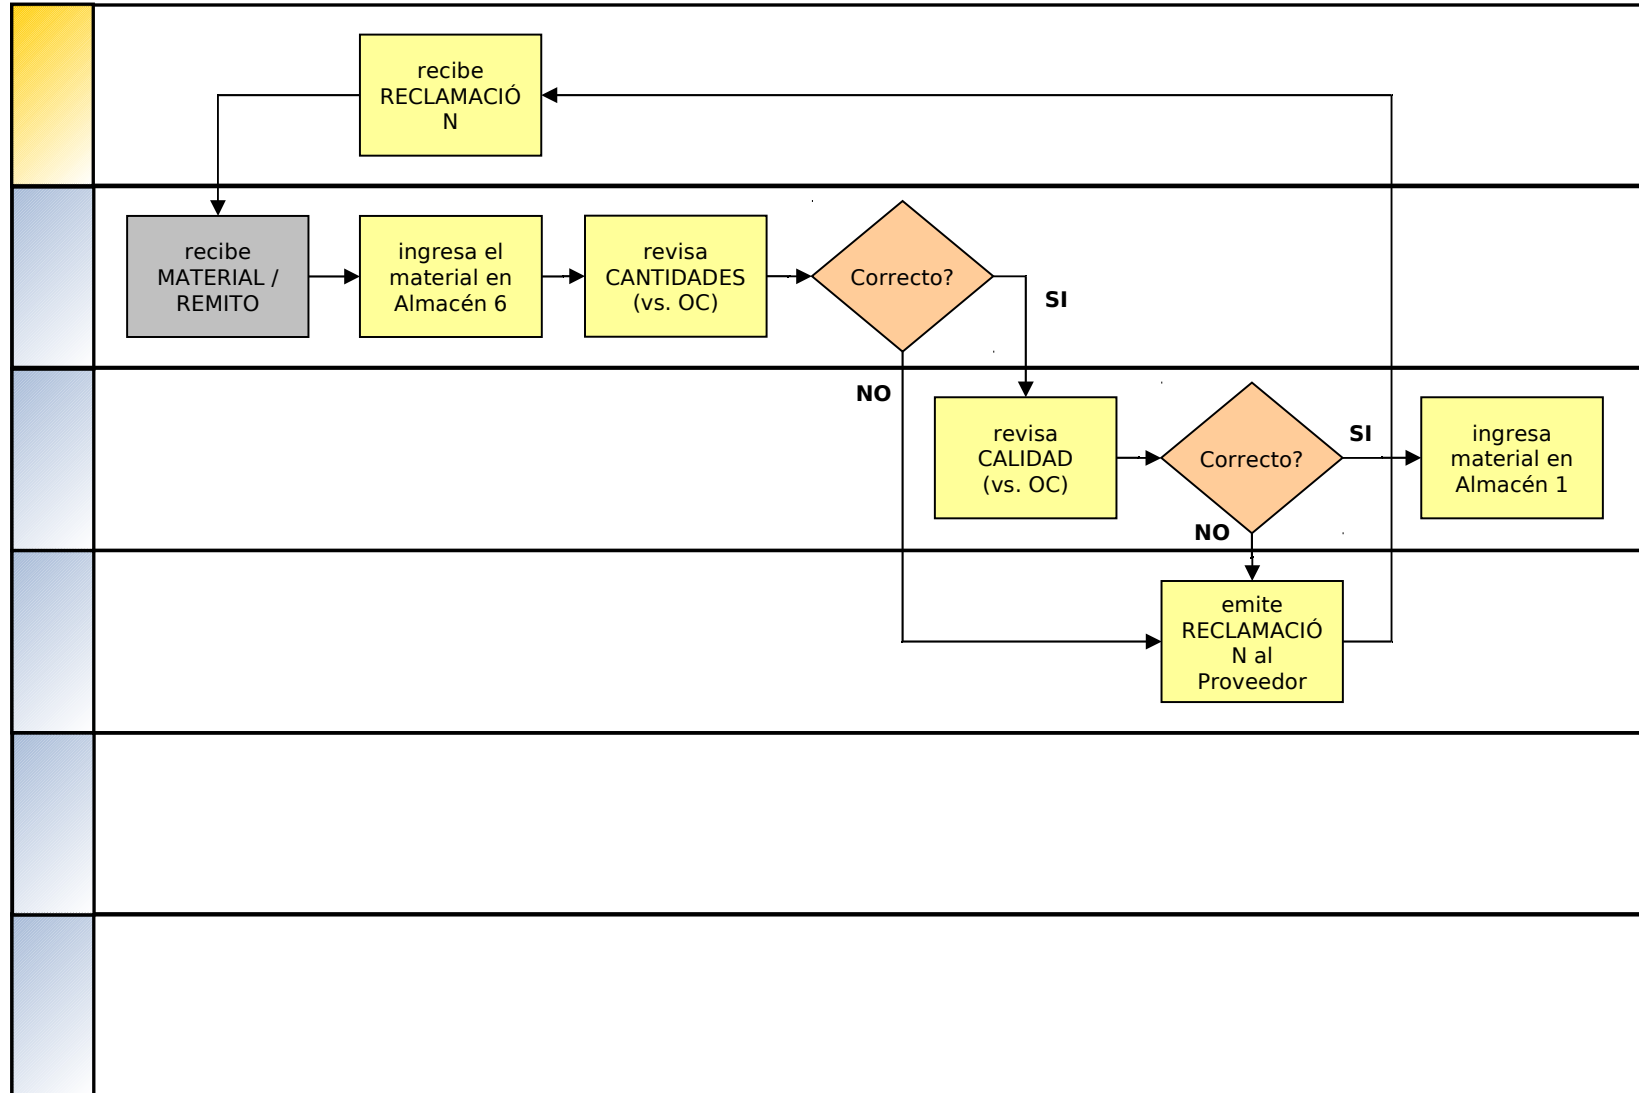 recibe
RECLAMACIÓ
N
recibe
MATERIAL /
REMITO
ingresa el
material en
Almacén 6
revisa
CANTIDADES
(vs. OC)
Correcto?
SI
NO
revisa
CALIDAD
(vs. OC)
Correcto?
SI
NO
ingresa
material en
Almacén 1
emite
RECLAMACIÓ
N al
Proveedor